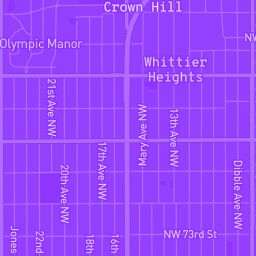 Crown Hill
Olympic Manor
NW
Whittier
Heights
21st Ave NW
Mary Ave NW
13th Ave NW
17th Ave NW
20th Ave NW
Dibble Ave NW
Jones
22nd
18th
16th
NW 73rd St